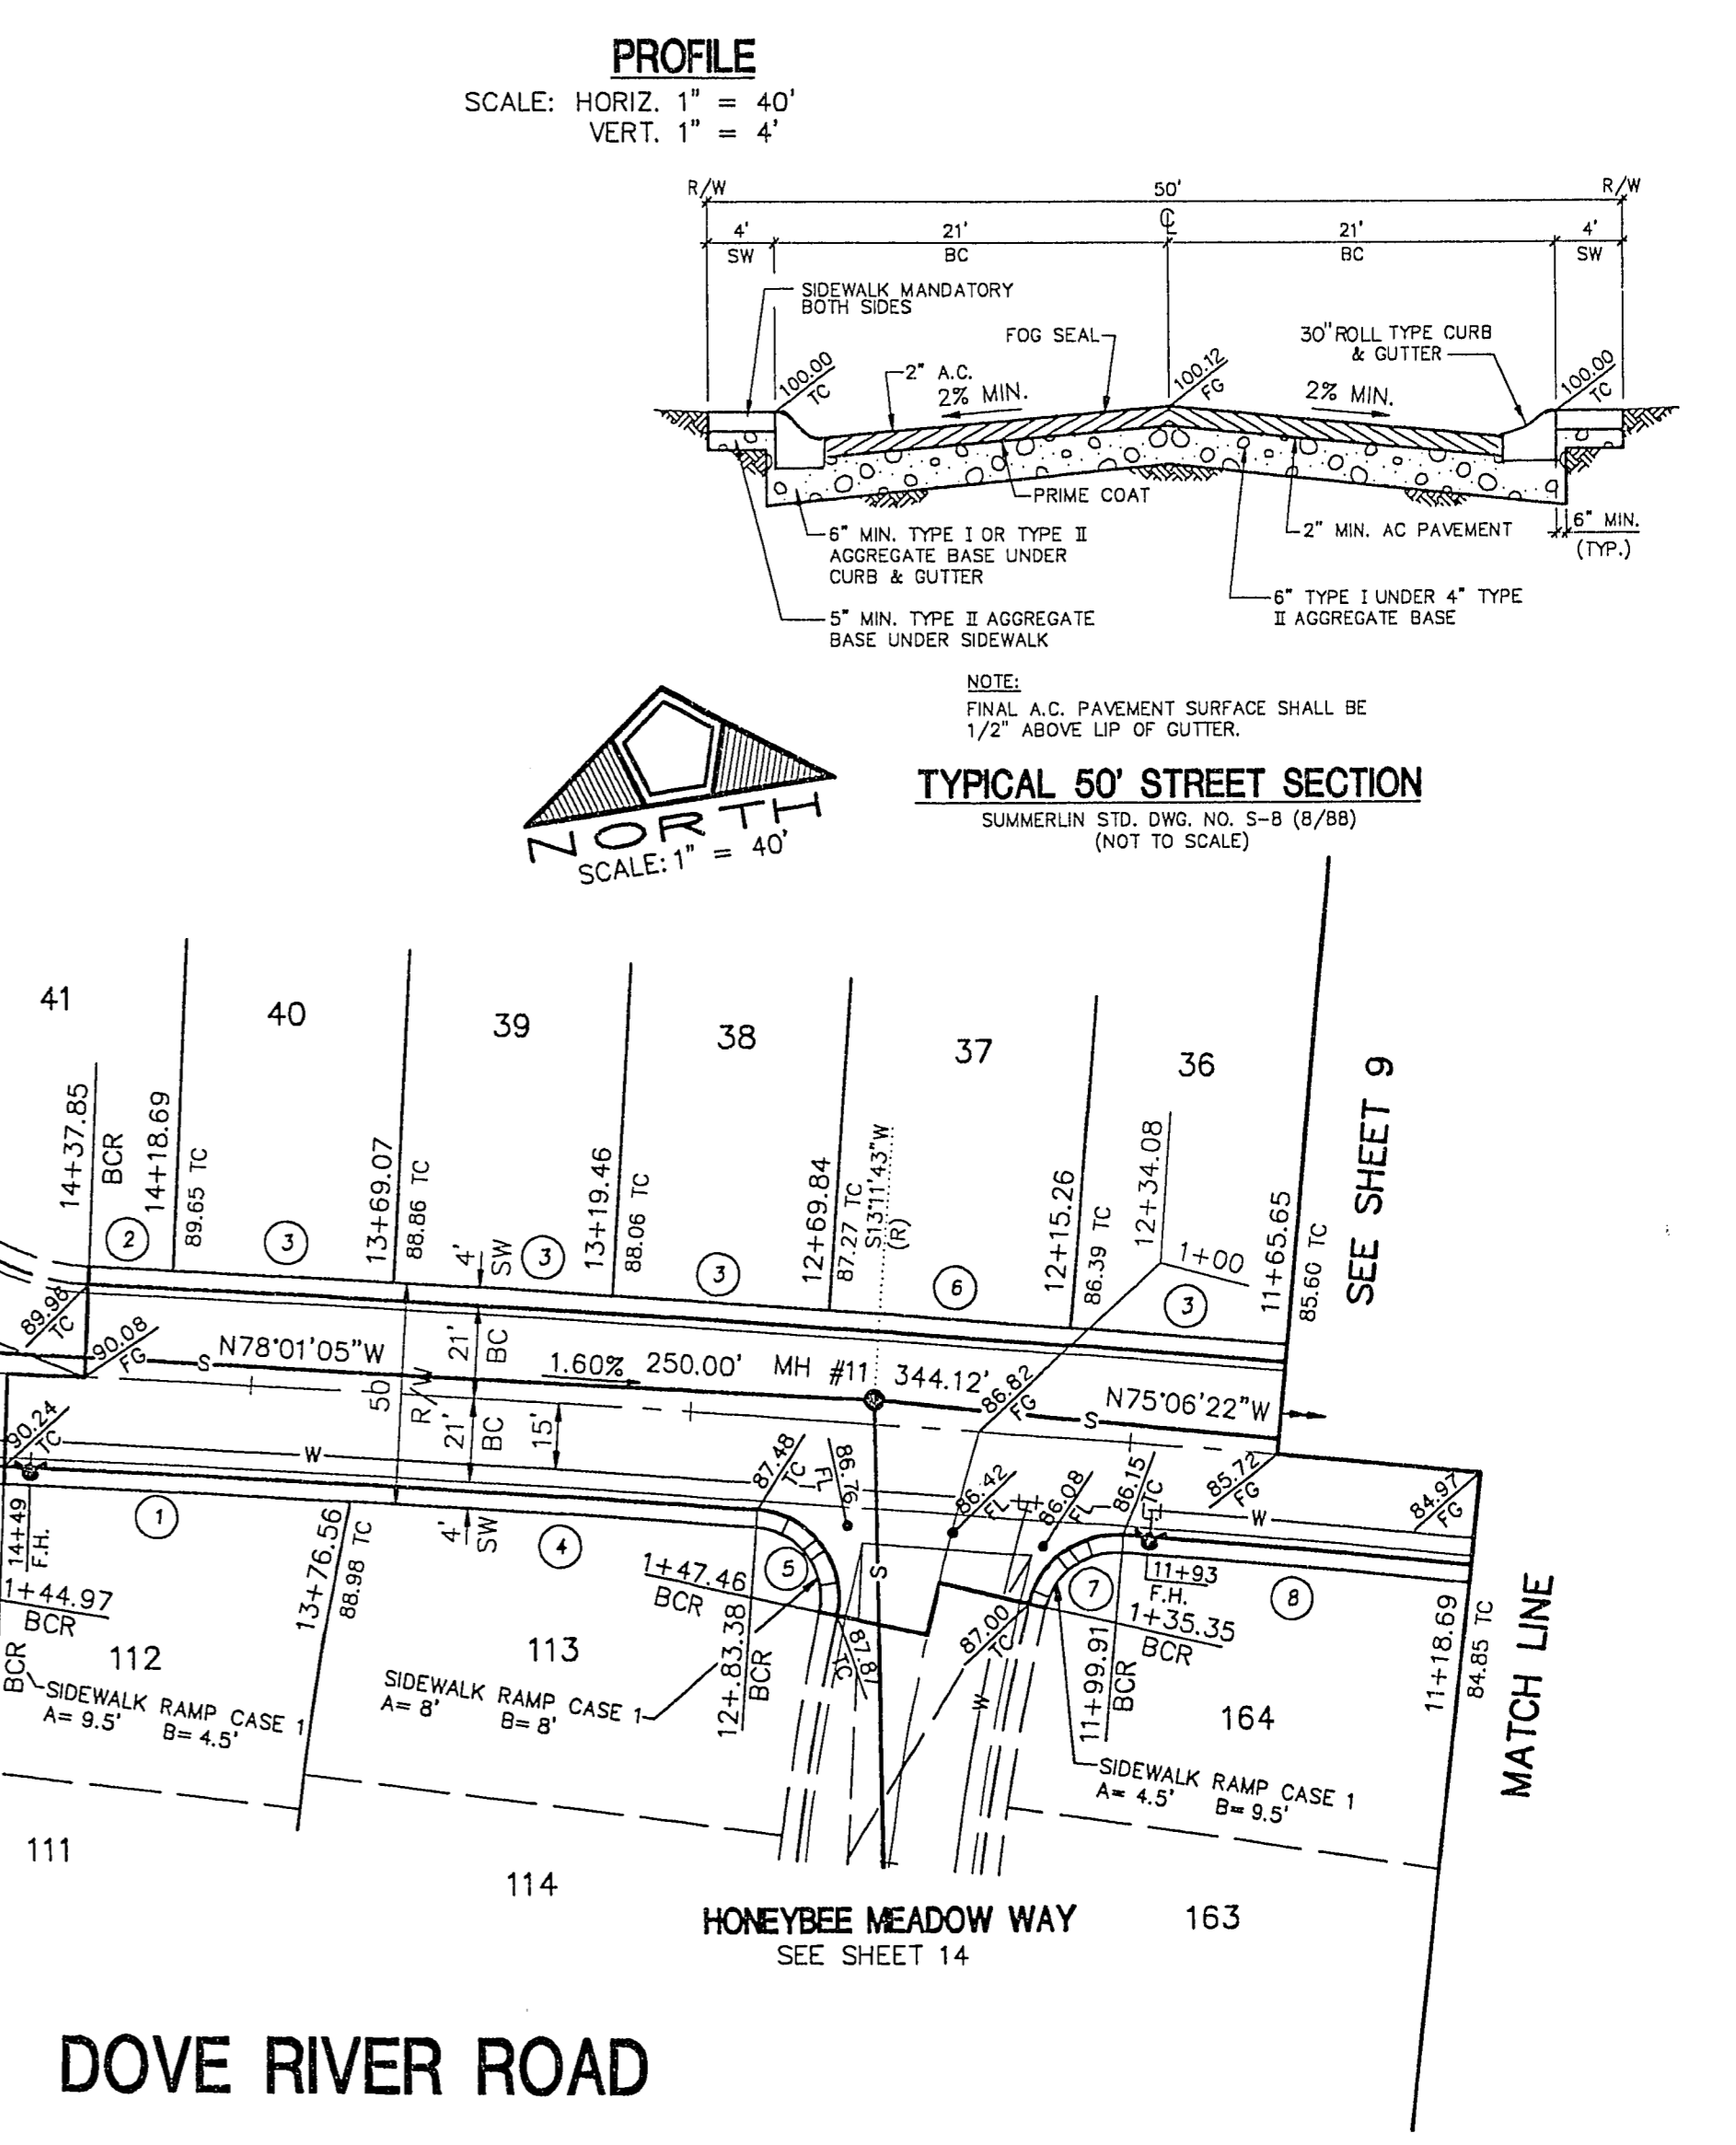 PROFILE
SCALE: HORIZ. 1" = 40'
VERT. 1" = 4'
R/W
50'
R/W
4'
21'
℄
21'
4'
SW
BC
BC
SW
SIDEWALK MANDATORY
BOTH SIDES
FOG SEAL
30" ROLL TYPE CURB
& GUTTER
100.00
TC
2" A.C.
2% MIN.
100.12
FG
2% MIN.
100.00
TC
PRIME COAT
6" MIN. TYPE I OR TYPE II
AGGREGATE BASE UNDER
CURB & GUTTER
2" MIN. AC PAVEMENT
6" MIN.
(TYP.)
5" MIN. TYPE II AGGREGATE
BASE UNDER SIDEWALK
6" TYPE I UNDER 4" TYPE
II AGGREGATE BASE
NOTE:
FINAL A.C. PAVEMENT SURFACE SHALL BE
1/2" ABOVE LIP OF GUTTER.
TYPICAL 50' STREET SECTION
SUMMERLIN STD. DWG. NO. S-8 (8/88)
(NOT TO SCALE)
NORTH
SCALE: 1" = 40'
41
40
39
38
37
36
SEE SHEET 9
14+37.85
BCR
14+18.69
89.65 TC
13+69.07
88.86 TC
13+19.46
88.06 TC
12+69.84
87.27 TC
S13°11'43"W
(R)
12+15.26
86.39 TC
12+34.08
1+00
11+65.65
85.60 TC
2
3
4'
SW
3
3
6
3
89.98
TC
90.08
FG
S
N78°01'05"W
50'
R/W
21'
BC
1.60%
250.00'
MH #11
344.12'
86.82
FG
S
N75°06'22"W
90.24
TC
W
21'
BC
15'
87.48
TC
86.76
FL
86.42
FL
86.08
FL
86.15
TC
85.72
FG
W
84.97
FG
1
14+49
F.H.
1+44.97
BCR
BCR
13+76.56
88.98 TC
4'
SW
4
1+47.46
BCR
5
S
7
11+93
F.H.
1+35.35
BCR
8
11+18.69
84.85 TC
MATCH LINE
112
SIDEWALK RAMP CASE 1
A= 9.5' B= 4.5'
113
SIDEWALK RAMP CASE 1
A= 8' B= 8'
12+.83.38
BCR
87.81
TC
87.00
TC
W
11+99.91
BCR
164
SIDEWALK RAMP CASE 1
A= 4.5' B= 9.5'
111
114
163
HONEYBEE MEADOW WAY
SEE SHEET 14
DOVE RIVER ROAD